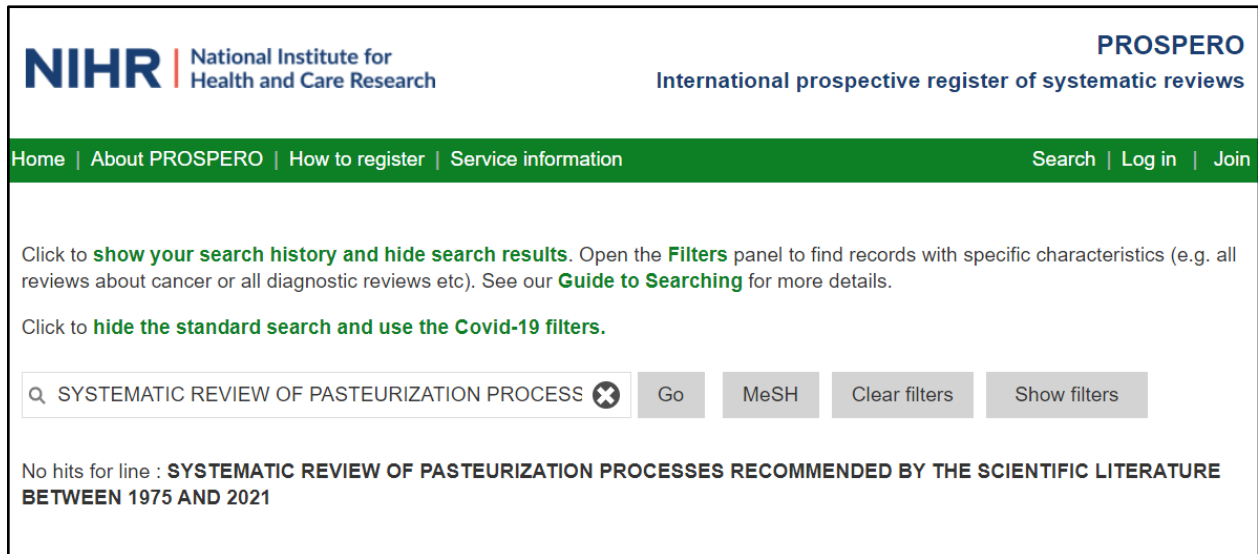 NIHR | National Institute for
Health and Care Research
PROSPERO
International prospective register of systematic reviews
Home | About PROSPERO | How to register | Service information
Search | Log in | Join
Click to show your search history and hide search results. Open the Filters panel to find records with specific characteristics (e.g. all
reviews about cancer or all diagnostic reviews etc). See our Guide to Searching for more details.
Click to hide the standard search and use the Covid-19 filters.
SYSTEMATIC REVIEW OF PASTEURIZATION PROCESS
Go
MeSH
Clear filters
Show filters
No hits for line : SYSTEMATIC REVIEW OF PASTEURIZATION PROCESSES RECOMMENDED BY THE SCIENTIFIC LITERATURE
BETWEEN 1975 AND 2021